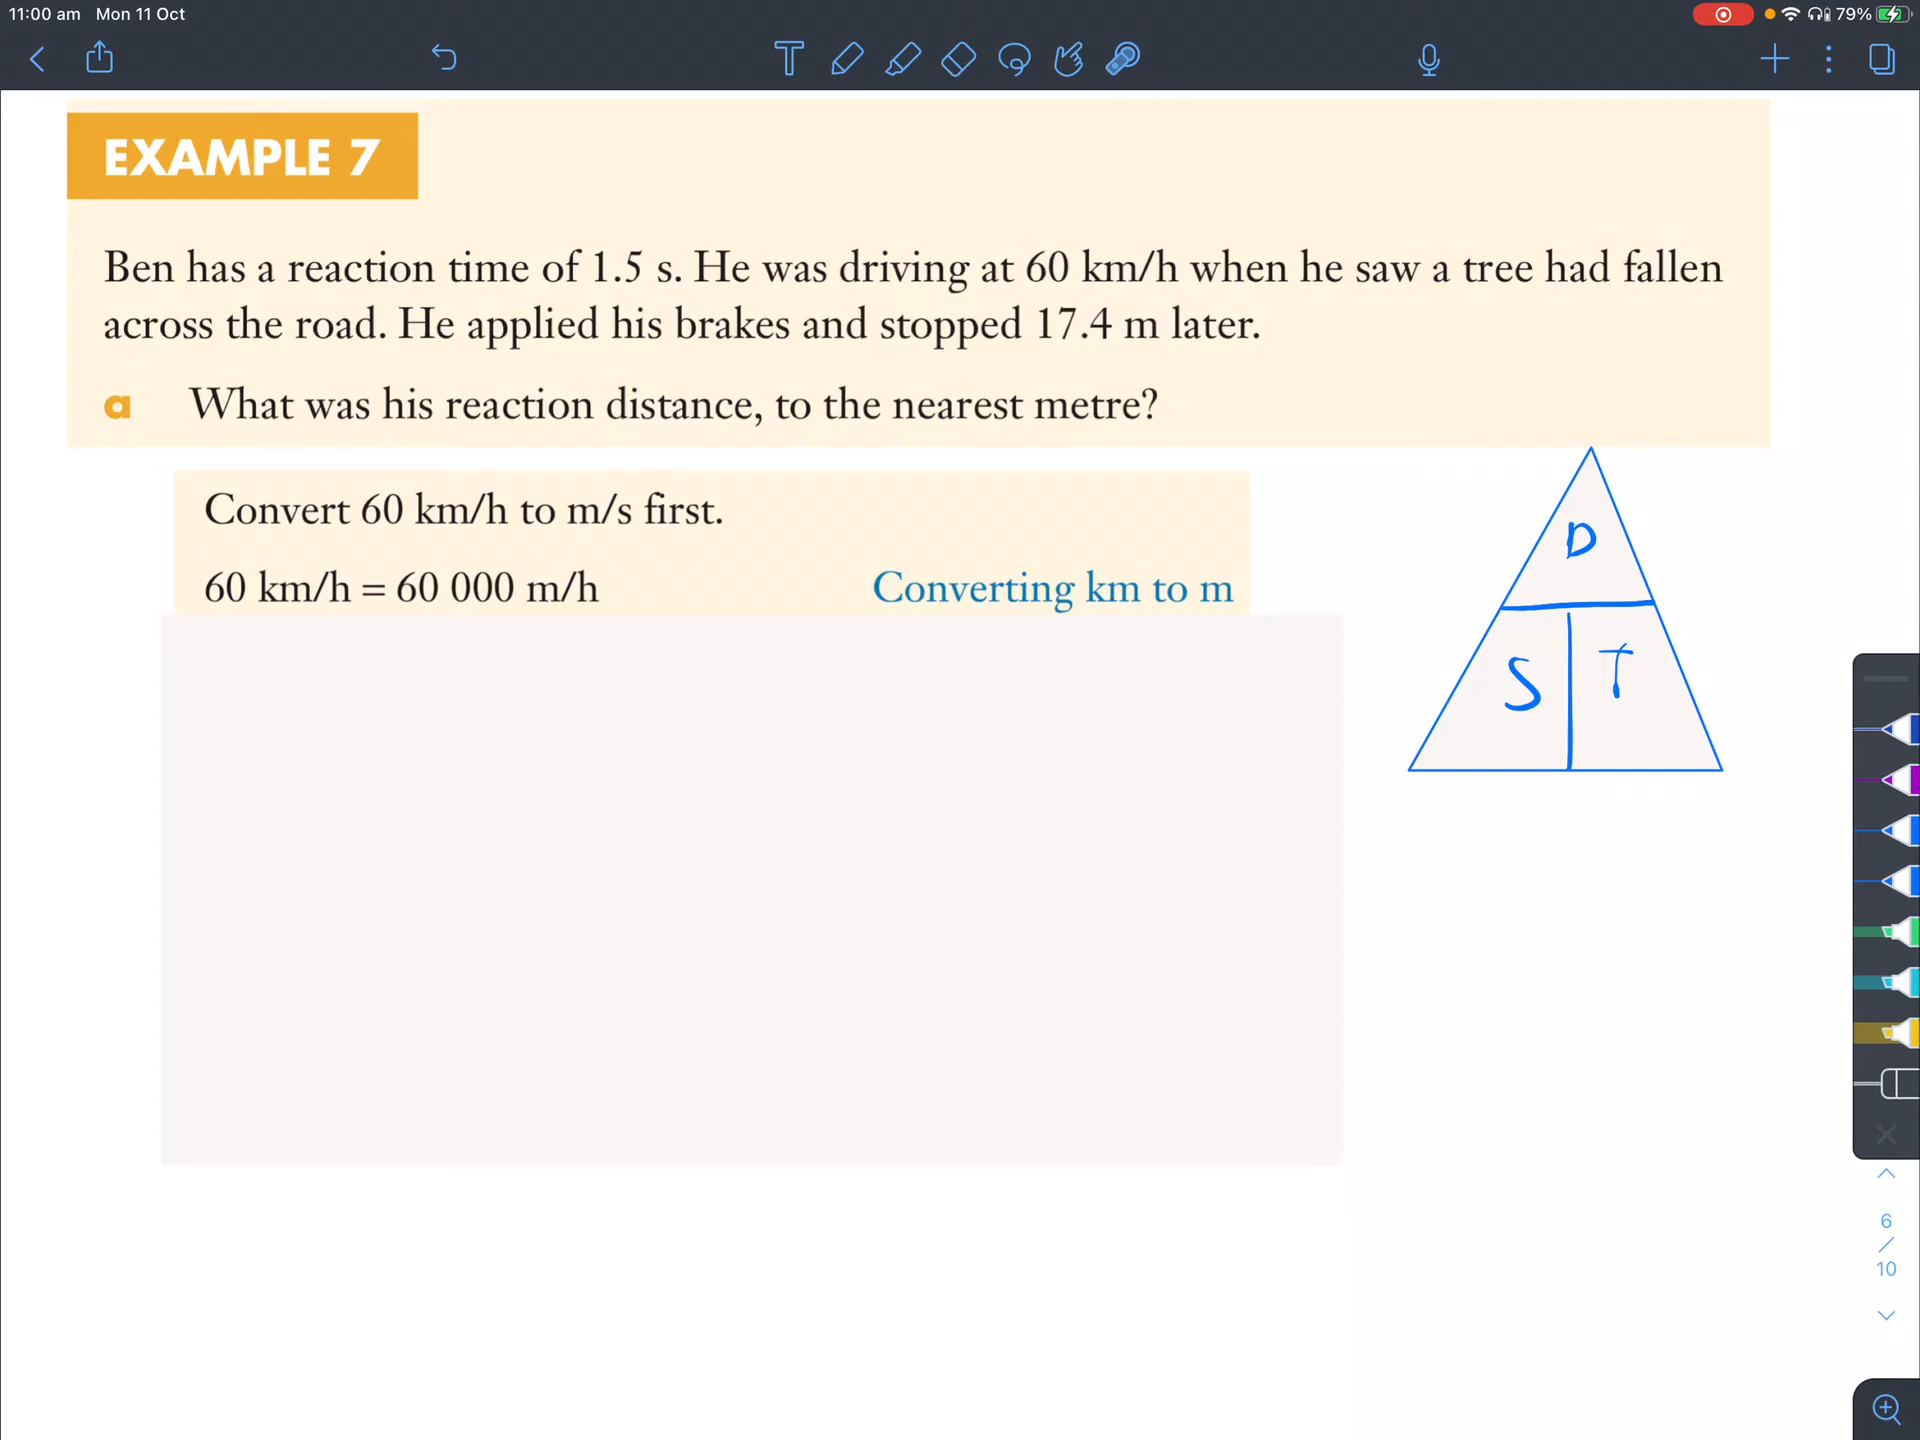 11:00 am Mon 11 Oct
79%
EXAMPLE 7
Ben has a reaction time of 1.5 s. He was driving at 60 km/h when he saw a tree had fallen
across the road. He applied his brakes and stopped 17.4 m later.
a What was his reaction distance, to the nearest metre?
Convert 60 km/h to m/s first.
60 km/h = 60 000 m/h Converting km to m
D
S T
6
/
10